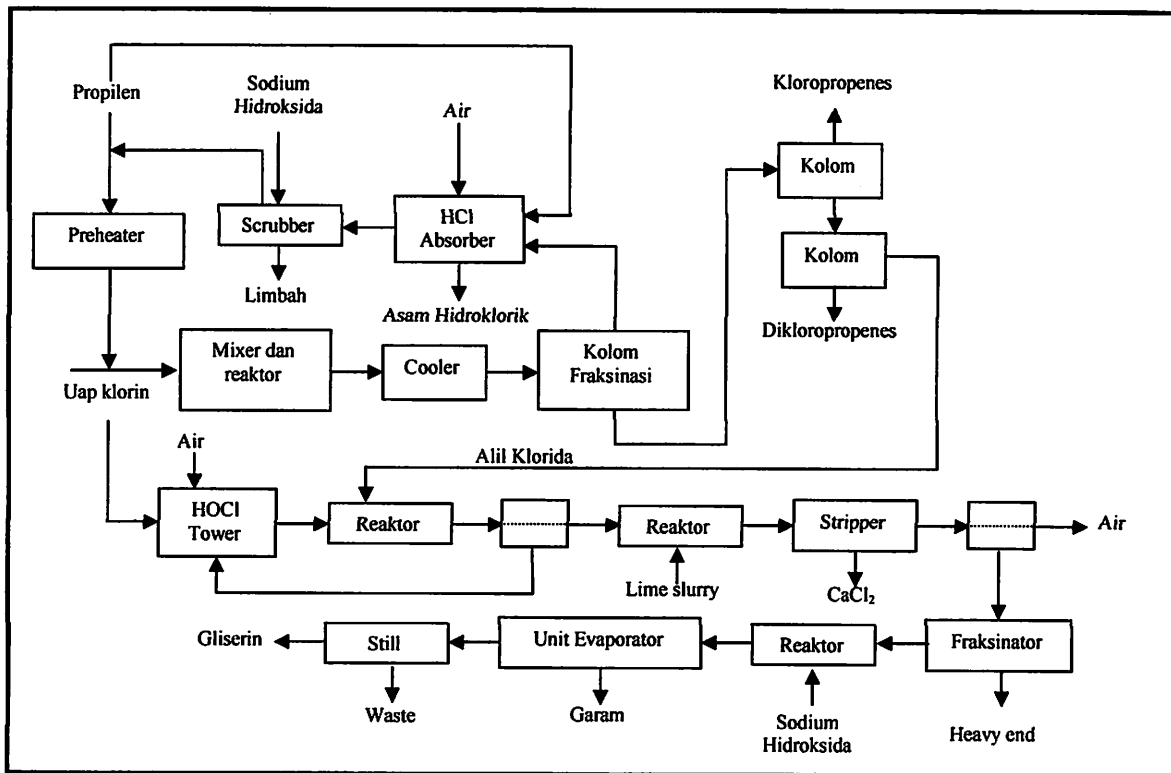 Propilen
Sodium
Hidroksida
Air
Kloropropenes
Kolom
Preheater
Scrubber
HCl
Absorber
Kolom
Limbah
Asam Hidroklorik
Dikloropropenes
Mixer dan
reaktor
Cooler
Kolom
Fraksinasi
Uap klorin
Air
Alil Klorida
HOCl
Tower
Reaktor
Reaktor
Stripper
Air
Lime slurry
CaCl₂
Gliserin
Still
Unit Evaporator
Reaktor
Fraksinator
Waste
Garam
Sodium
Hidroksida
Heavy end